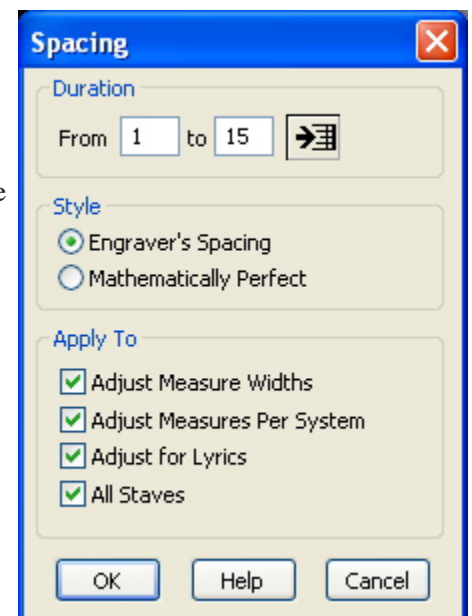 Spacing
Duration
From 1 to 15
e
Style
Engraver's Spacing
Mathematically Perfect
Apply To
Adjust Measure Widths
Adjust Measures Per System
Adjust for Lyrics
All Staves
OK Help Cancel